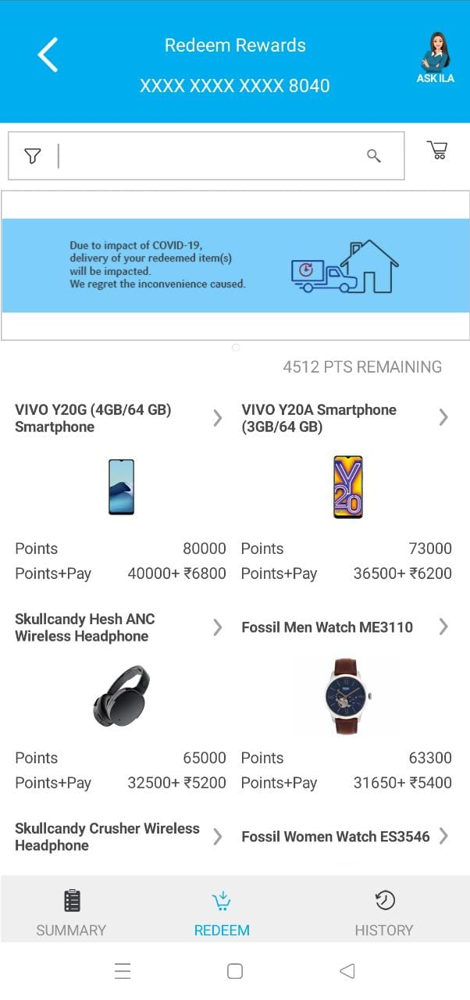 Redeem Rewards
XXXX XXXX XXXX 8040
ASK ILA
Due to impact of COVID-19,
delivery of your redeemed item(s)
will be impacted.
We regret the inconvenience caused.
4512 PTS REMAINING
VIVO Y20G (4GB/64 GB)
Smartphone
VIVO Y20A Smartphone
(3GB/64 GB)
Y
20
Points 80000
Points+Pay 40000+ ₹6800
Points 73000
Points+Pay 36500+ ₹6200
Skullcandy Hesh ANC
Wireless Headphone
Fossil Men Watch ME3110
Points 65000
Points+Pay 32500+ ₹5200
Points 63300
Points+Pay 31650+ ₹5400
Skullcandy Crusher Wireless
Headphone
Fossil Women Watch ES3546
SUMMARY
REDEEM
HISTORY